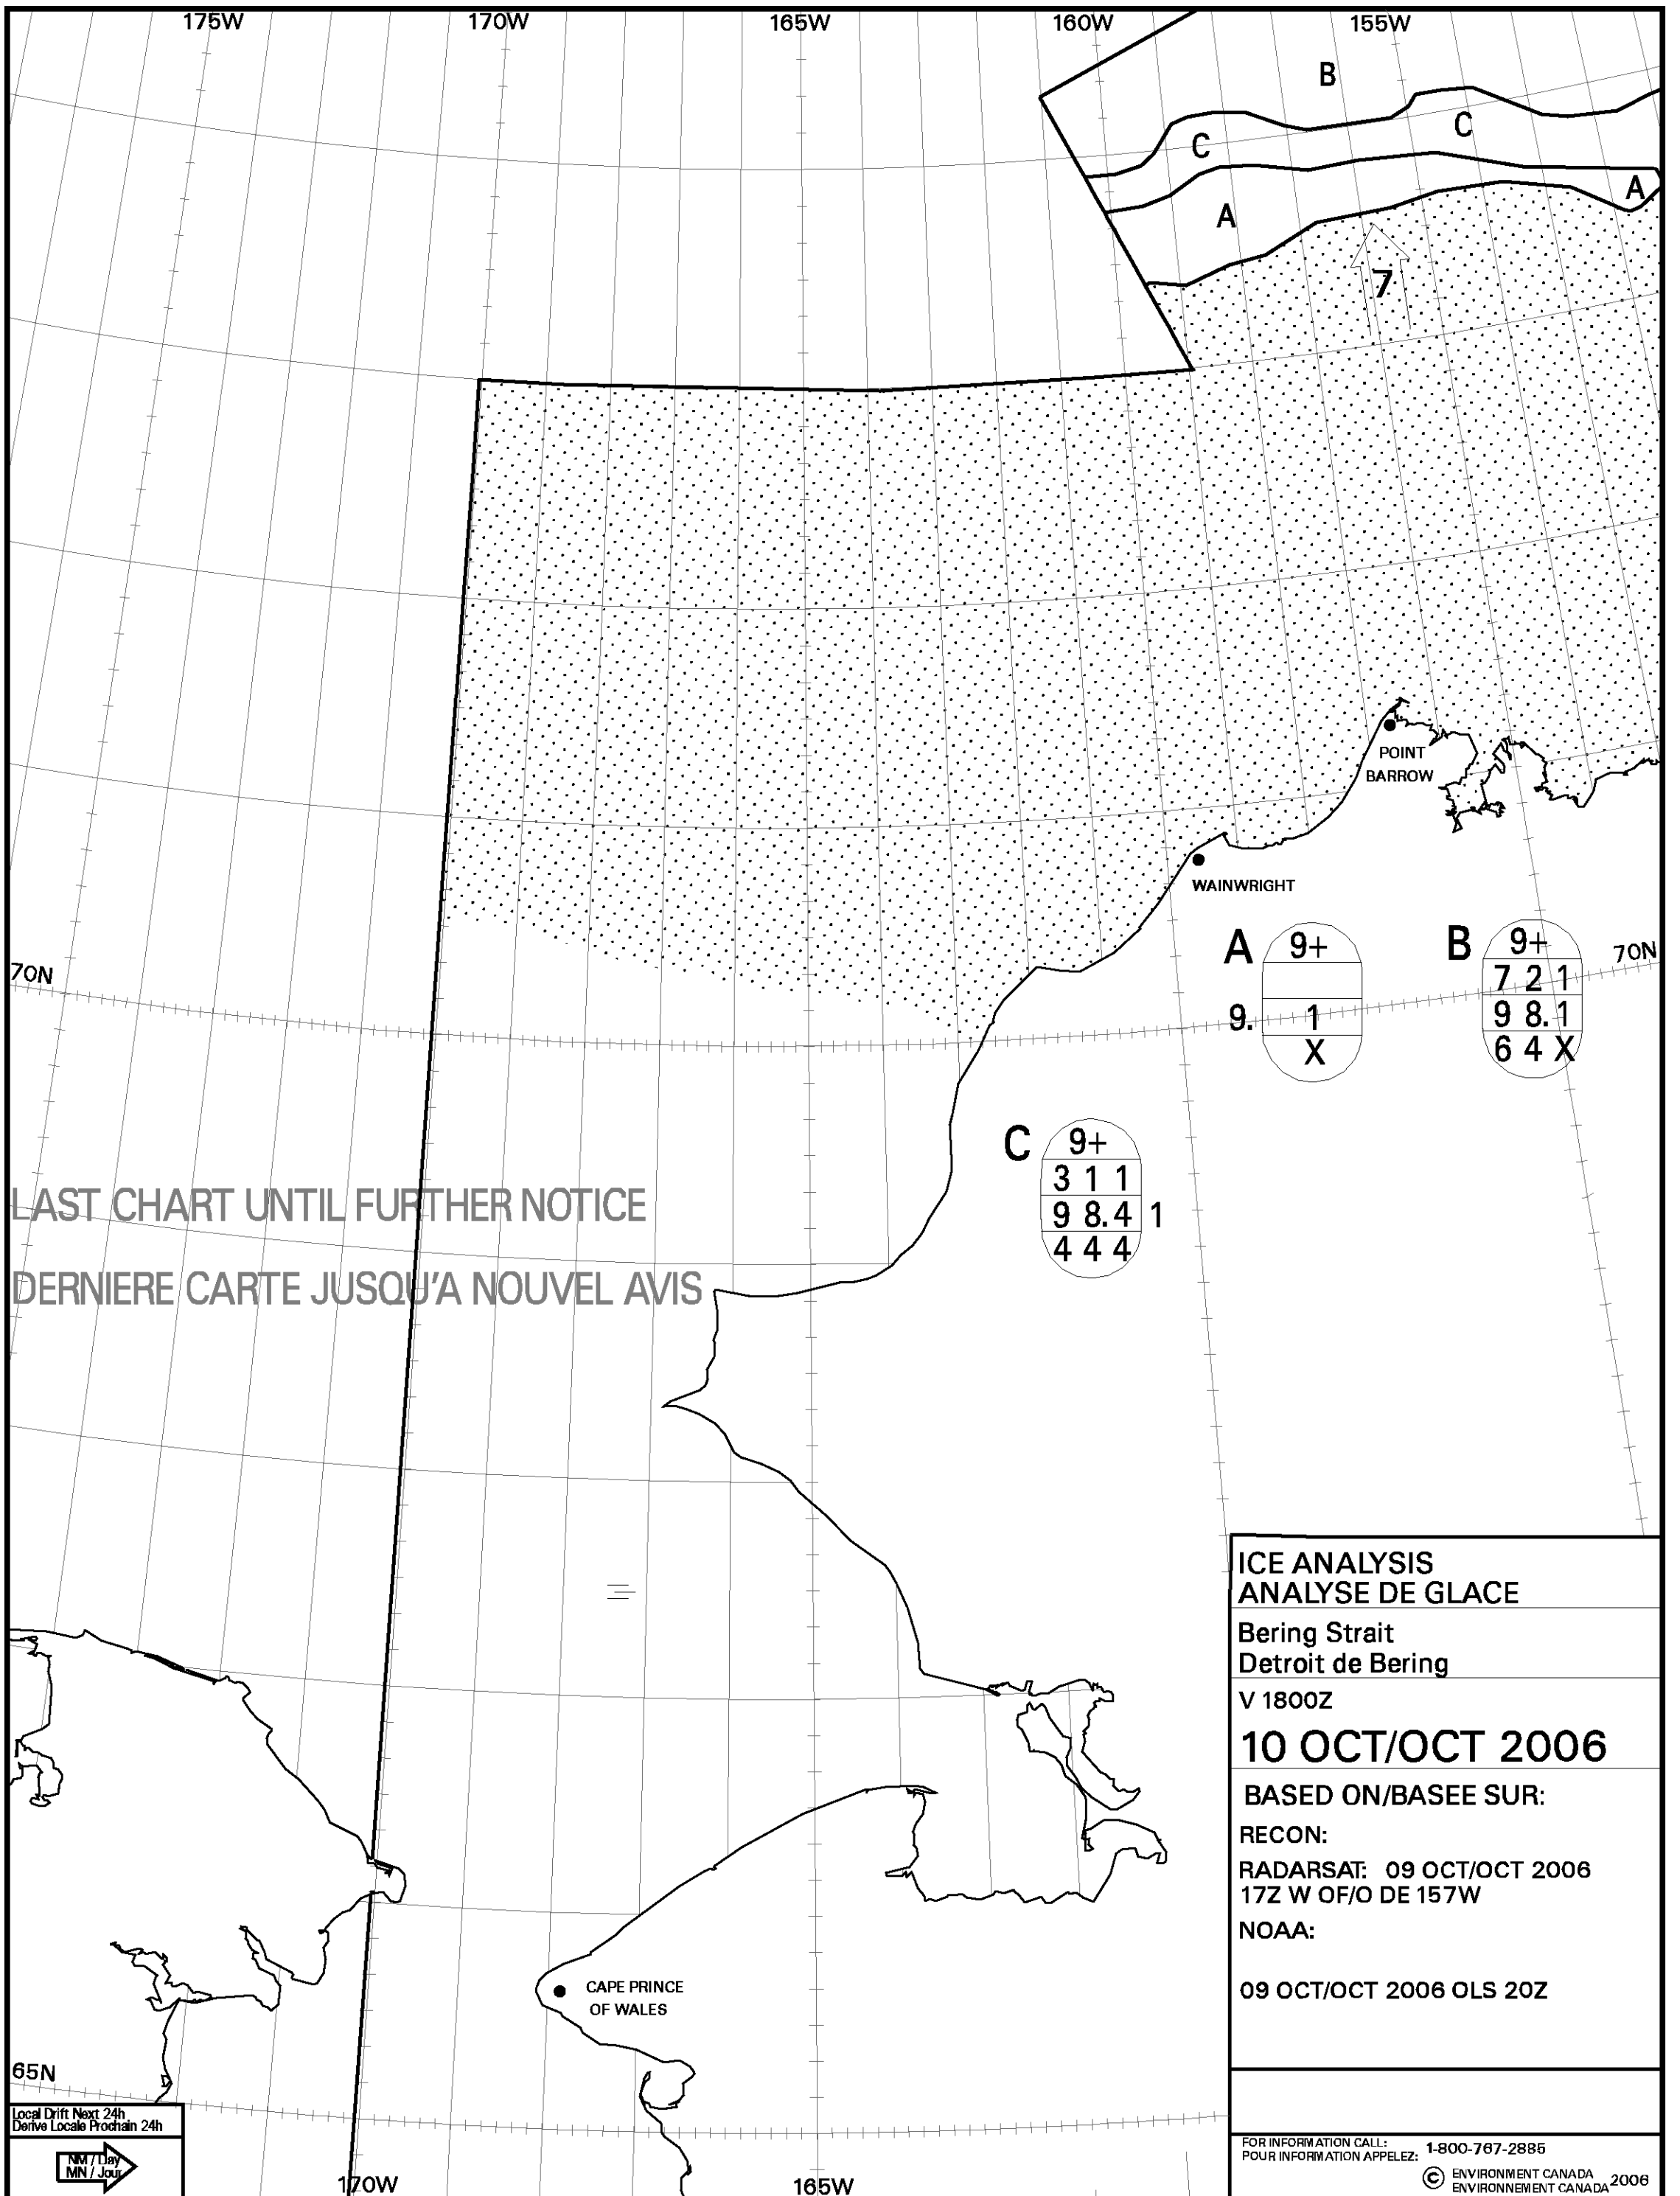 175W 170W 165W 160W 155W
B
C
C
A
A
7
POINT
BARROW
WAINWRIGHT
70N
70N
A 9+
9. 1
X
B 9+
7 2 1
9 8. 1
6 4 X
C 9+
3 1 1
9 8. 4 1
4 4 4
LAST CHART UNTIL FURTHER NOTICE
DERNIERE CARTE JUSQU'A NOUVEL AVIS
CAPE PRINCE
OF WALES
65N
Local Drift Next 24h
Derive Locale Prochain 24h
NM / Day
MN / Jour
170W 165W
ICE ANALYSIS
ANALYSE DE GLACE
Bering Strait
Detroit de Bering
V 1800Z
10 OCT/OCT 2006
BASED ON/BASEE SUR:
RECON:
RADARSAT: 09 OCT/OCT 2006
17Z W OF/O DE 157W
NOAA:
09 OCT/OCT 2006 OLS 20Z
FOR INFORMATION CALL:
POUR INFORMATION APPELEZ: 1-800-767-2885
© ENVIRONMENT CANADA
ENVIRONNEMENT CANADA 2006